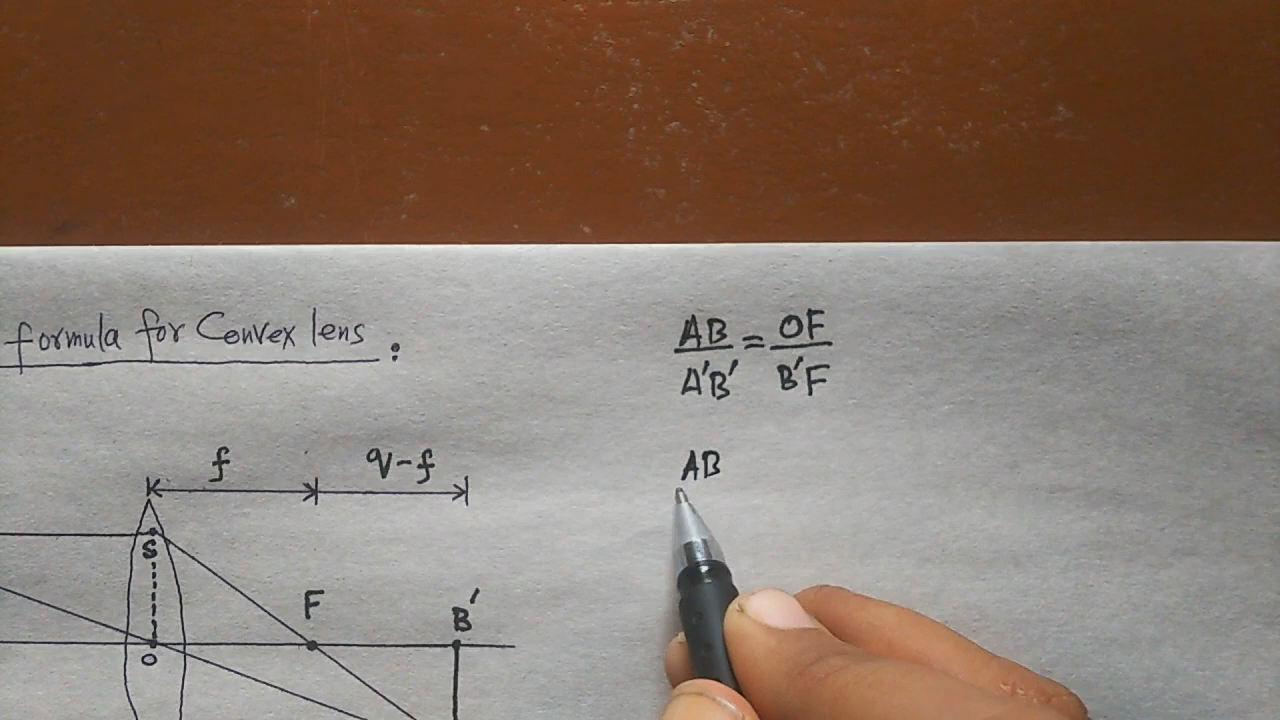 formula for Convex lens :
AB/A'B' = OF/B'F
AB
f
q-f
S
F
B'
O